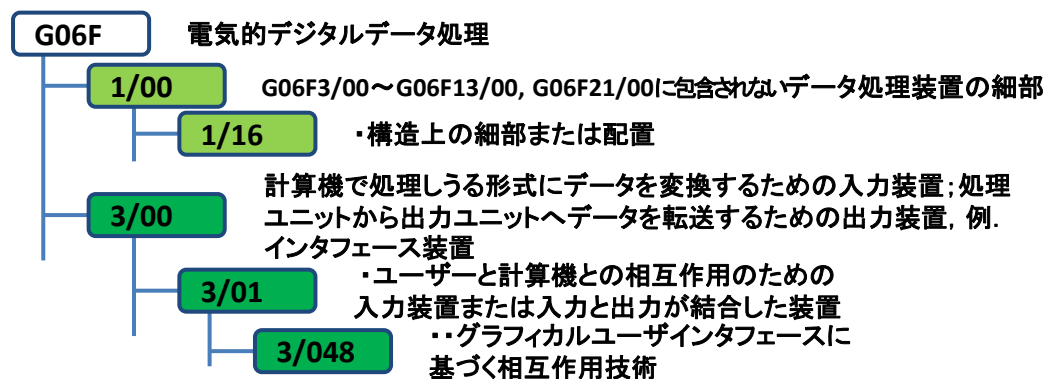 G06F 電気的デジタルデータ処理
1/00 G06F3/00～G06F13/00, G06F21/00に包含されないデータ処理装置の細部
1/16 ・構造上の細部または配置
計算機で処理しうる形式にデータを変換するための入力装置；処理
3/00 ユニットから出力ユニットへデータを転送するための出力装置，例．
インタフェース装置
・ユーザーと計算機との相互作用のための
3/01 入力装置または入力と出力が結合した装置
・・グラフィカルユーザインタフェースに
3/048 基づく相互作用技術